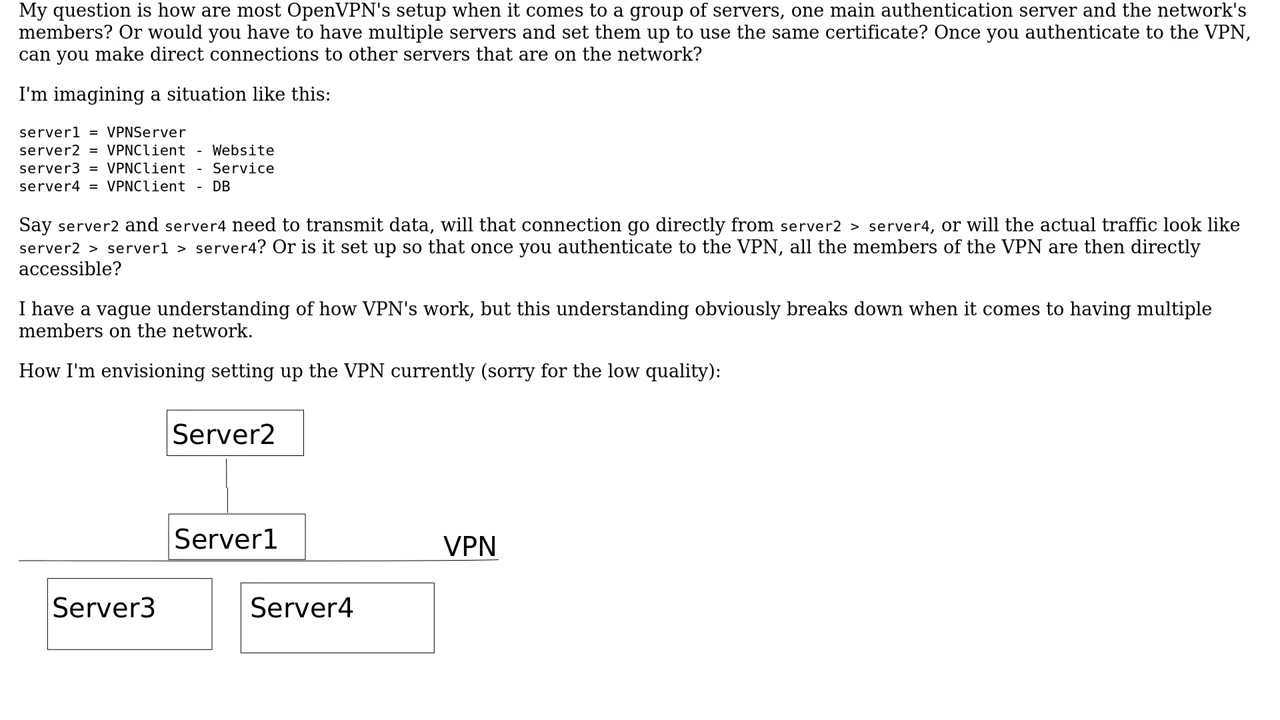 My question is how are most OpenVPN's setup when it comes to a group of servers, one main authentication server and the network's
members? Or would you have to have multiple servers and set them up to use the same certificate? Once you authenticate to the VPN,
can you make direct connections to other servers that are on the network?
I'm imagining a situation like this:
server1 = VPNServer
server2 = VPNClient - Website
server3 = VPNClient - Service
server4 = VPNClient - DB
Say server2 and server4 need to transmit data, will that connection go directly from server2 > server4, or will the actual traffic look like
server2 > server1 > server4? Or is it set up so that once you authenticate to the VPN, all the members of the VPN are then directly
accessible?
I have a vague understanding of how VPN's work, but this understanding obviously breaks down when it comes to having multiple
members on the network.
How I'm envisioning setting up the VPN currently (sorry for the low quality):
Server2
Server1
VPN
Server3
Server4